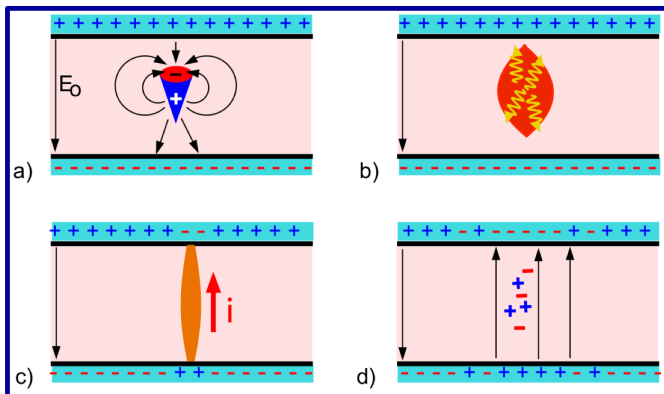 + + + + + + + + + + + + +
E₀
-
+
- - - - - - - - - - - - - - - - - - - -
a)
+ + + + + + + + + + + + +
- - - - - - - - - - - - - - - - - - - -
b)
+ + + + + + + - - + + + + +
i
- - - - - - - - - + + - - - - - - - - -
c)
+ + + - + - - - - - + - + -
-
+
-
+ +
-
- - - - - + - + + + + - + - -
d)